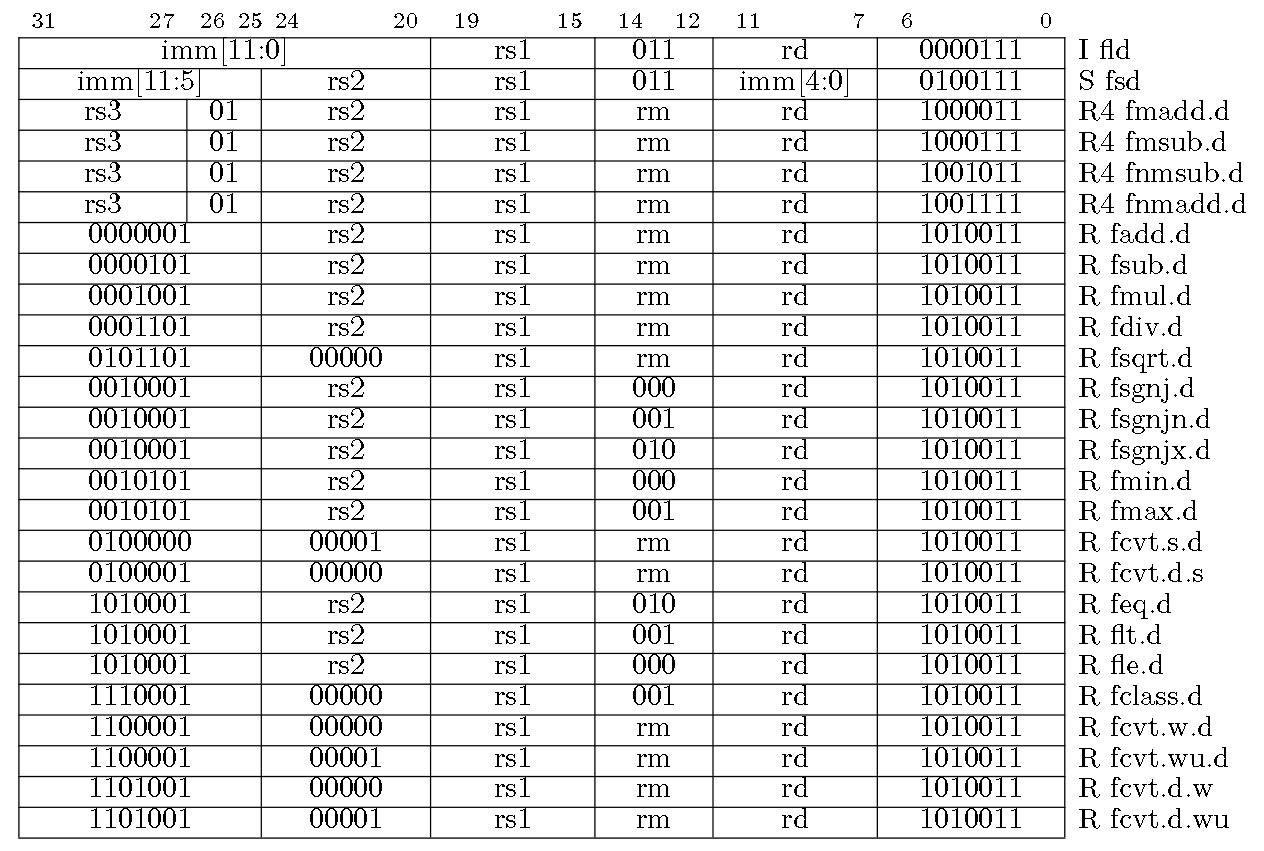 31 27 26 25 24 20 19 15 14 12 11 7 6 0
imm[11:0] rs1 011 rd 0000111 I fld
imm[11:5] rs2 rs1 011 imm[4:0] 0100111 S fsd
rs3 01 rs2 rs1 rm rd 1000011 R4 fmadd.d
rs3 01 rs2 rs1 rm rd 1000111 R4 fmsub.d
rs3 01 rs2 rs1 rm rd 1001011 R4 fnmsub.d
rs3 01 rs2 rs1 rm rd 1001111 R4 fnmadd.d
0000001 rs2 rs1 rm rd 1010011 R fadd.d
0000101 rs2 rs1 rm rd 1010011 R fsub.d
0001001 rs2 rs1 rm rd 1010011 R fmul.d
0001101 rs2 rs1 rm rd 1010011 R fdiv.d
0101101 00000 rs1 rm rd 1010011 R fsqrt.d
0010001 rs2 rs1 000 rd 1010011 R fsgnj.d
0010001 rs2 rs1 001 rd 1010011 R fsgnjn.d
0010001 rs2 rs1 010 rd 1010011 R fsgnjx.d
0010101 rs2 rs1 000 rd 1010011 R fmin.d
0010101 rs2 rs1 001 rd 1010011 R fmax.d
0100000 00001 rs1 rm rd 1010011 R fcvt.s.d
0100001 00000 rs1 rm rd 1010011 R fcvt.d.s
1010001 rs2 rs1 010 rd 1010011 R feq.d
1010001 rs2 rs1 001 rd 1010011 R flt.d
1010001 rs2 rs1 000 rd 1010011 R fle.d
1110001 00000 rs1 001 rd 1010011 R fclass.d
1100001 00000 rs1 rm rd 1010011 R fcvt.w.d
1100001 00001 rs1 rm rd 1010011 R fcvt.wu.d
1101001 00000 rs1 rm rd 1010011 R fcvt.d.w
1101001 00001 rs1 rm rd 1010011 R fcvt.d.wu